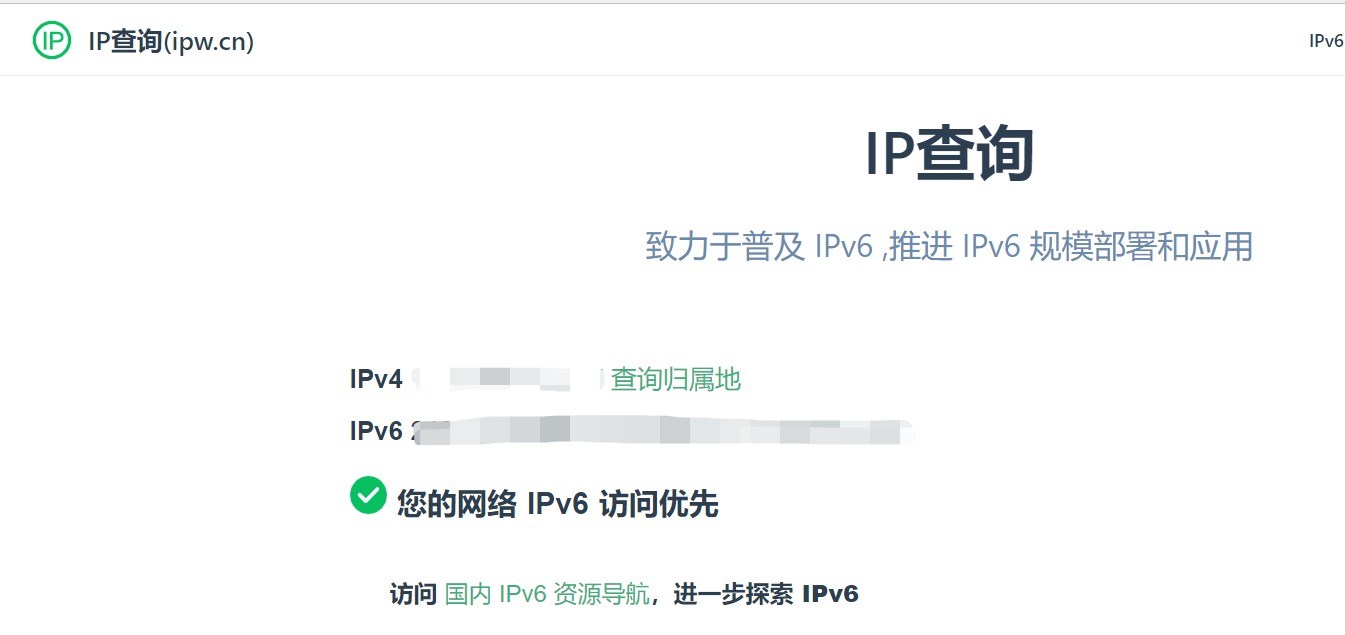 IP查询(ipw.cn)
IPv6
IP查询
致力于普及 IPv6 ,推进 IPv6 规模部署和应用
IPv4 查询归属地
IPv6
您的网络 IPv6 访问优先
访问 国内 IPv6 资源导航，进一步探索 IPv6